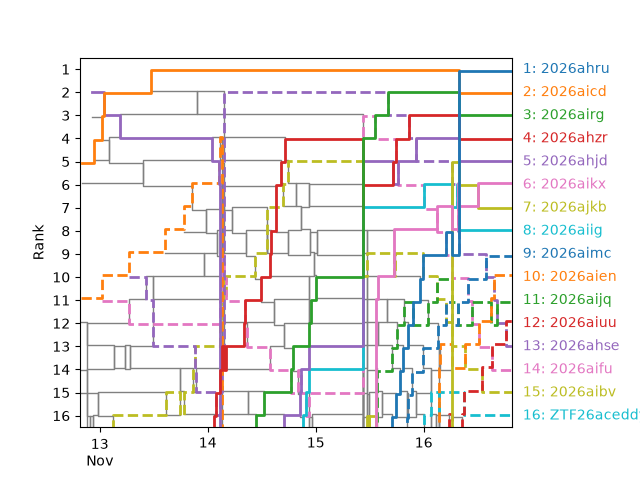 Rank
1
2
3
4
5
6
7
8
9
10
11
12
13
14
15
16
13
14
15
16
Nov
1: 2026ahru
2: 2026aicd
3: 2026airg
4: 2026ahzr
5: 2026ahjd
6: 2026aikx
7: 2026ajkb
8: 2026aiig
9: 2026aimc
10: 2026aien
11: 2026aijq
12: 2026aiuu
13: 2026ahse
14: 2026aifu
15: 2026aibv
16: ZTF26acedd